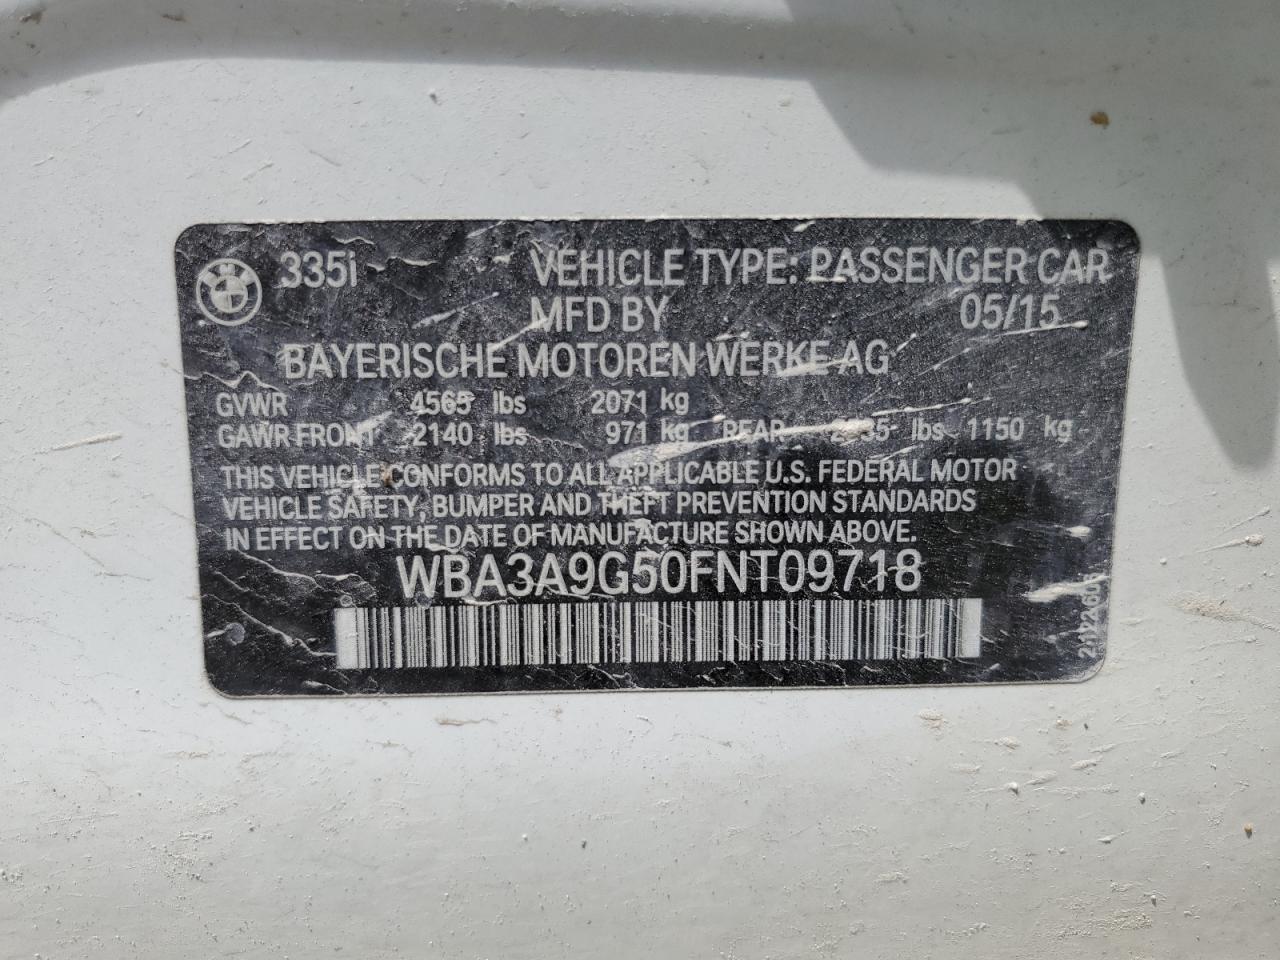 BMW 335i VEHICLE TYPE: PASSENGER CAR
MFD BY 05/15
BAYERISCHE MOTOREN WERKE AG
GVWR 4565 lbs 2071 kg
GAWR FRONT 2140 lbs 971 kg REAR lbs 1150 kg
THIS VEHICLE CONFORMS TO ALL APPLICABLE U.S. FEDERAL MOTOR
VEHICLE SAFETY, BUMPER AND THEFT PREVENTION STANDARDS
IN EFFECT ON THE DATE OF MANUFACTURE SHOWN ABOVE.
WBA3A9G50FNT09718